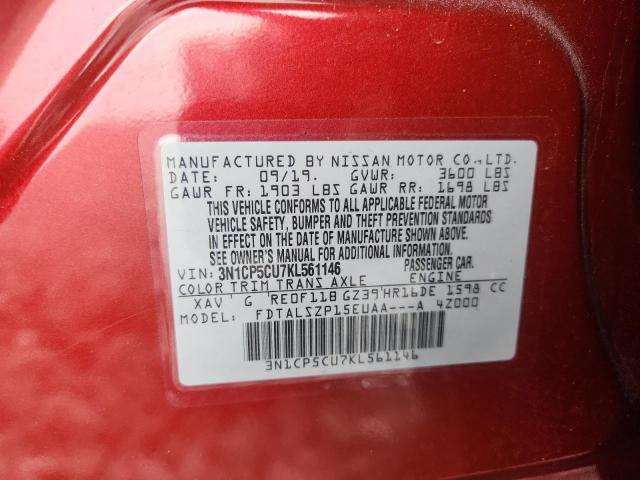 MANUFACTURED BY NISSAN MOTOR CO.,LTD.
DATE: 09/19. GVWR: 3600 LBS
GAWR FR: 1903 LBS GAWR RR: 1698 LBS
THIS VEHICLE CONFORMS TO ALL APPLICABLE FEDERAL MOTOR
VEHICLE SAFETY, BUMPER AND THEFT PREVENTION STANDARDS
IN EFFECT ON THE DATE OF MANUFACTURE SHOWN ABOVE.
SEE OWNER'S MANUAL FOR ADDITIONAL INFORMATION.
VIN: 3N1CP5CU7KL561146 PASSENGER CAR.
COLOR TRIM TRANS AXLE ENGINE
XAV' G 'RE0F11B GZ39'HR16DE 1598 CC
MODEL: FDTALSZP15EUAA---A 4Z000
3N1CP5CU7KL561146